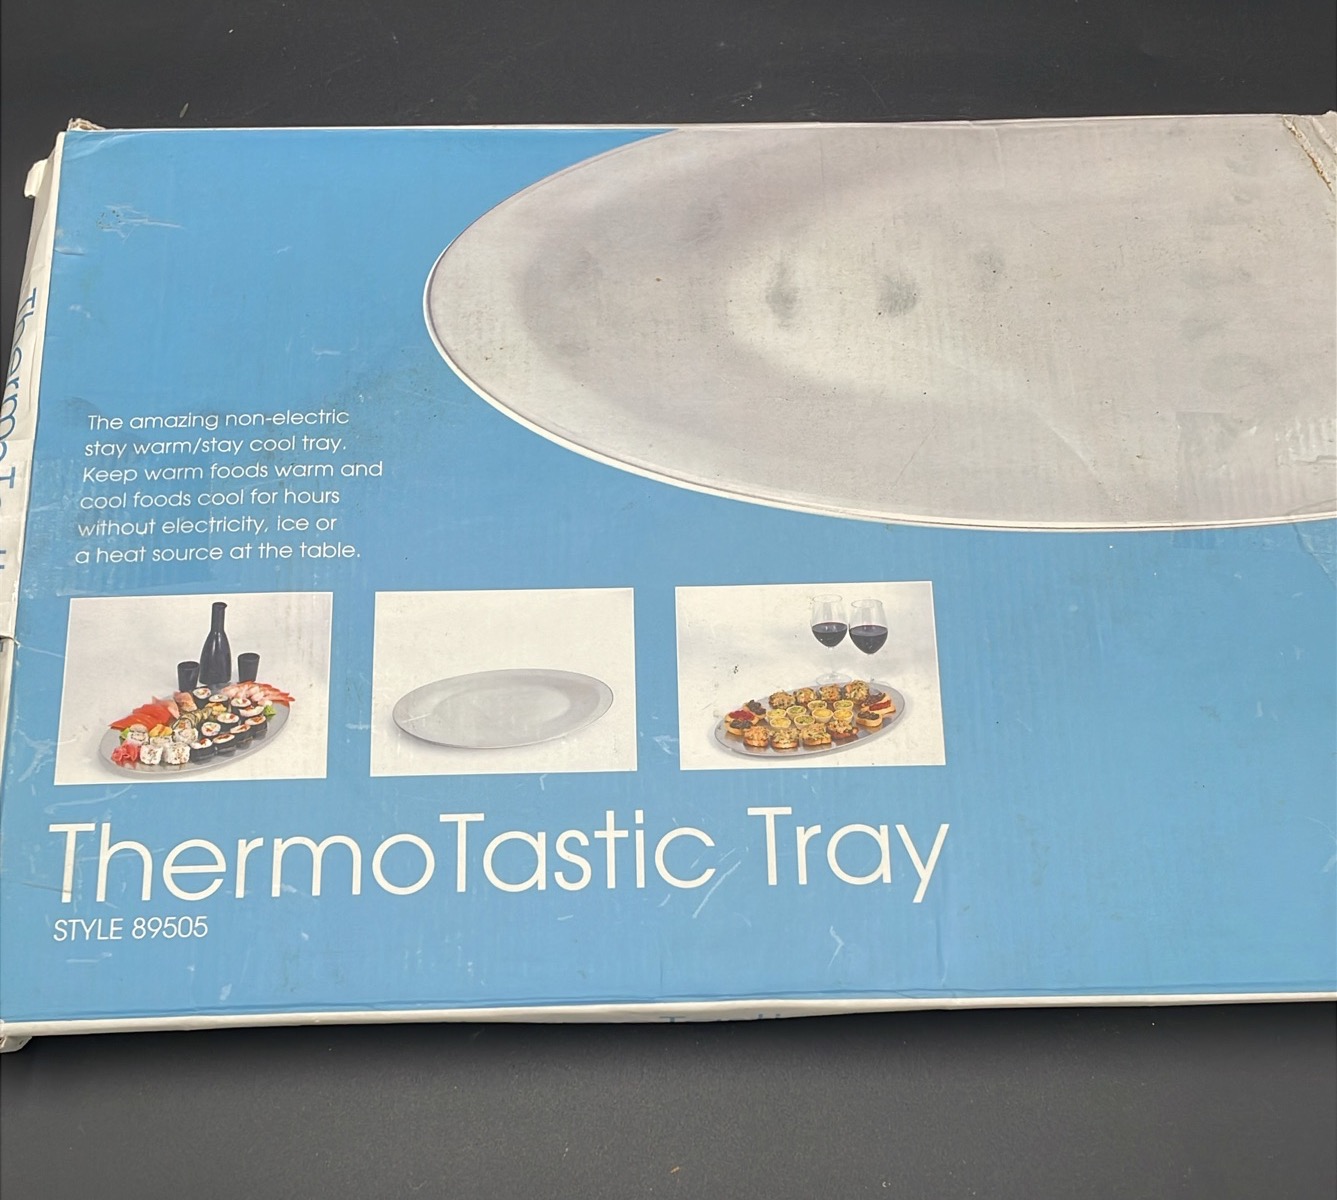 The amazing non-electric
stay warm/stay cool tray.
Keep warm foods warm and
cool foods cool for hours
without electricity, ice or
a heat source at the table.
ThermoTastic Tray
STYLE 89505